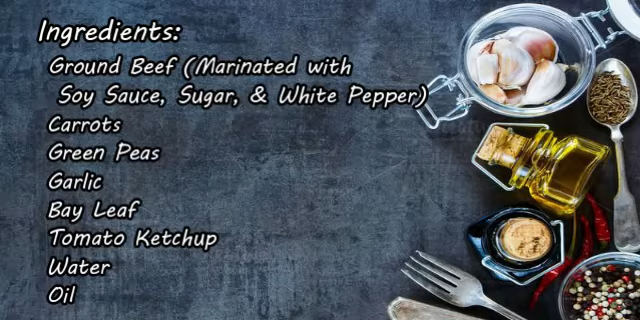 Ingredients:
Ground Beef (Marinated with
Soy Sauce, Sugar, & White Pepper)
Carrots
Green Peas
Garlic
Bay Leaf
Tomato Ketchup
Water
Oil